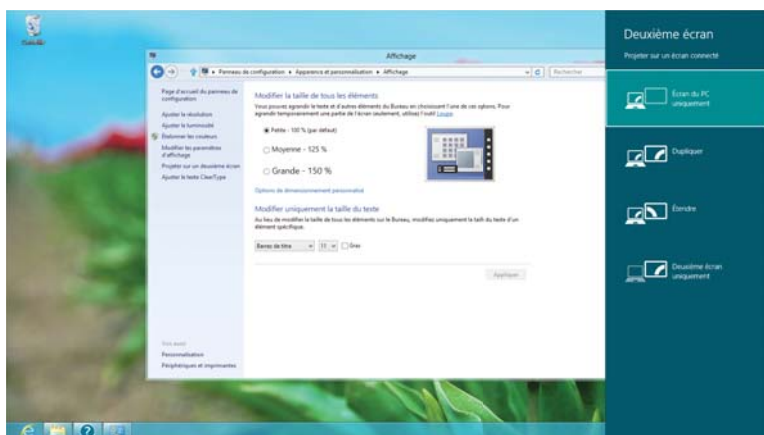 Affichage
Panneau de configuration
Apparence et personnalisation
Affichage
Page d'accueil du panneau de
configuration
Ajuster la résolution
Ajuster la luminosité
Étalonner les couleurs
Modifier les paramètres
d'affichage
Projeter sur un deuxième écran
Ajuster le texte ClearType
Voir aussi
Personnalisation
Périphériques et imprimantes
Modifier la taille de tous les éléments
Vous pouvez agrandir le texte et d'autres éléments du Bureau en choisissant l'une de ces options. Pour
agrandir temporairement une partie de l'écran seulement, utilisez l'outil Loupe.
Petite - 100 % (par défaut)
Moyenne - 125 %
Grande - 150 %
Options de dimensionnement personnalisé
Modifier uniquement la taille du texte
Au lieu de modifier la taille de tous les éléments sur le Bureau, modifiez uniquement la taille du texte d'un
élément spécifique.
Barres de titre 11 Gras
Appliquer
Deuxième écran
Projeter sur un écran connecté
Écran du PC
uniquement
Dupliquer
Étendre
Deuxième écran
uniquement